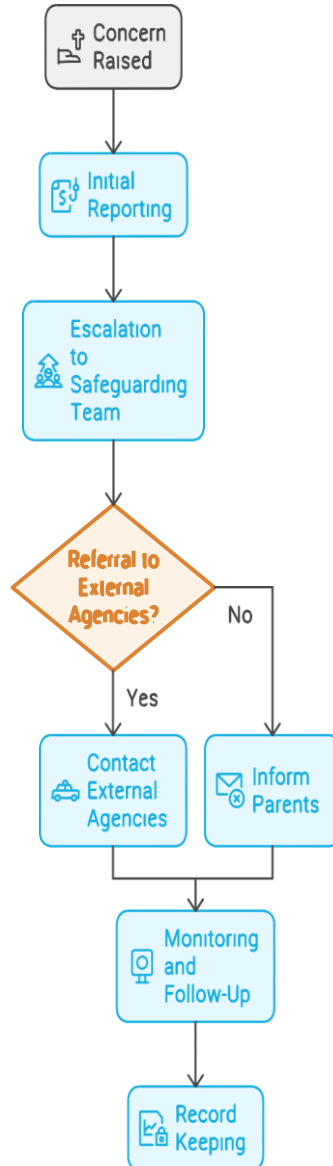 Concern
Raised
Initial
Reporting
Escalation
to
Safeguarding
Team
Referral to
External
Agencies?
No
Yes
Contact
External
Agencies
Inform
Parents
Monitoring
and
Follow-Up
Record
Keeping